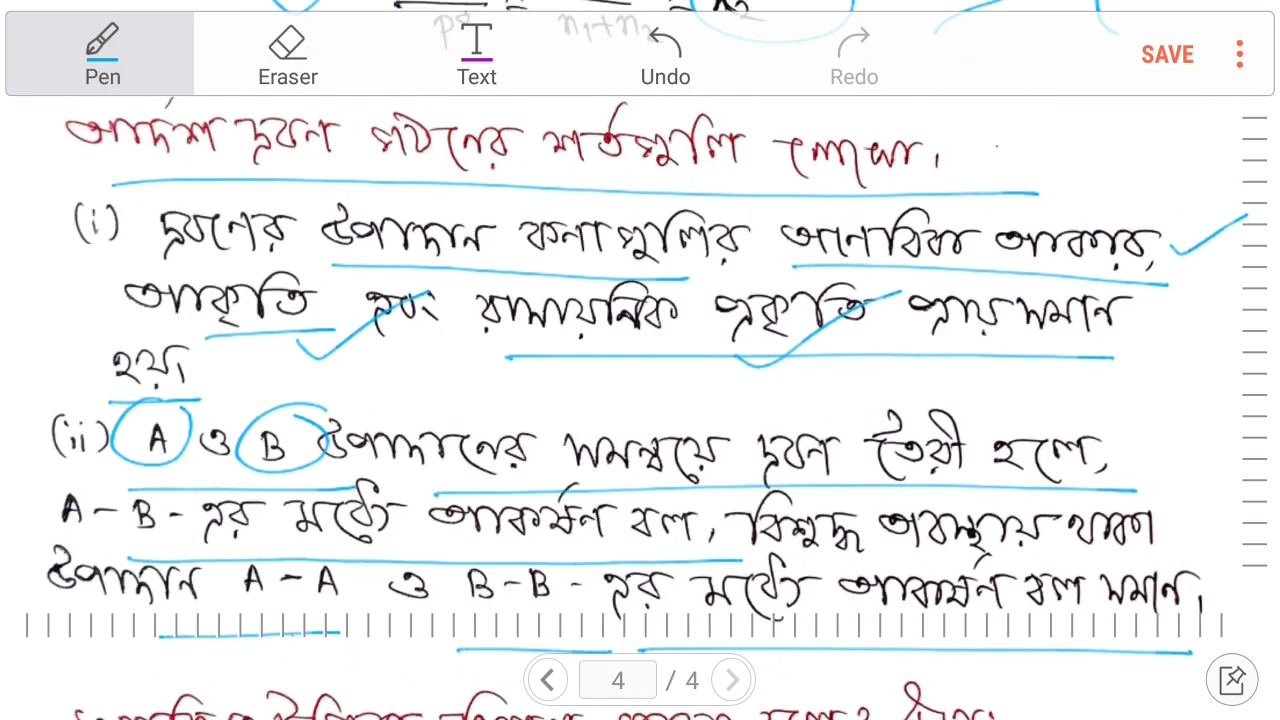 Pen Eraser Text Undo Redo SAVE
আদর্শ দ্রবণ গঠনের শর্তগুলি লেখো।
(i) দ্রবণের উপাদান কনাগুলির আনোবিক আকার,
আকৃতি এবং রাসায়নিক প্রকৃতি প্রায় সমান
হয়।
(ii) A ও B উপাদানের সমন্বয়ে দ্রবণ তৈরী হলে,
A - B - এর মধ্যে আকর্ষণ বল, বিশুদ্ধ অবস্থায় থাকা
উপাদান A - A ও B - B - এর মধ্যে আকর্ষণ বল সমান।
4 / 4